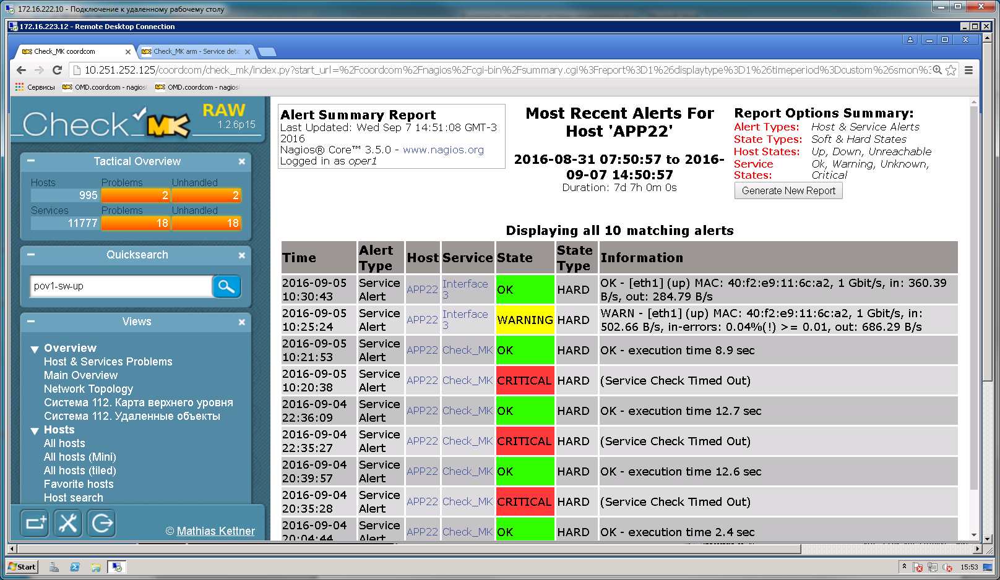 172.16.222.10 - Подключение к удаленному рабочему столу
172.16.223.12 - Remote Desktop Connection
Check_MK coordcom
Check_MK arm - Service deta
10.251.252.125/coordcom/check_mk/index.py?start_url=%2Fcoordcom%2Fnagios%2Fcgi-bin%2Fsummary.cgi%3Freport%3D1%26displaytype%3D1%26timeperiod%3Dcustom%26smon%3
Сервисы
OMD.coordcom - nagios
OMD.coordcom - nagios
Check_MK
RAW
1.2.6p15
Tactical Overview
Hosts Problems Unhandled
995 2 2
Services Problems Unhandled
11777 18 18
Quicksearch
pov1-sw-up
Views
Overview
Host & Services Problems
Main Overview
Network Topology
Система 112. Карта верхнего уровня
Система 112. Удаленные объекты
Hosts
All hosts
All hosts (Mini)
All hosts (tiled)
Favorite hosts
Host search
© Mathias Kettner
Alert Summary Report
Last Updated: Wed Sep 7 14:51:08 GMT-3
2016
Nagios® Core™ 3.5.0 - www.nagios.org
Logged in as oper1
Most Recent Alerts For
Host 'APP22'
2016-08-31 07:50:57 to 2016-
09-07 14:50:57
Duration: 7d 7h 0m 0s
Report Options Summary:
Alert Types: Host & Service Alerts
State Types: Soft & Hard States
Host States: Up, Down, Unreachable
Service Ok, Warning, Unknown,
States: Critical
Generate New Report
Displaying all 10 matching alerts
Time Alert Type Host Service State State Type Information
2016-09-05 10:30:43 Service Alert APP22 Interface 3 OK HARD OK - [eth1] (up) MAC: 40:f2:e9:11:6c:a2, 1 Gbit/s, in: 360.39 B/s, out: 284.79 B/s
2016-09-05 10:25:24 Service Alert APP22 Interface 3 WARNING HARD WARN - [eth1] (up) MAC: 40:f2:e9:11:6c:a2, 1 Gbit/s, in: 502.66 B/s, in-errors: 0.04%(!) >= 0.01, out: 686.29 B/s
2016-09-05 10:21:53 Service Alert APP22 Check_MK OK HARD OK - execution time 8.9 sec
2016-09-05 10:20:38 Service Alert APP22 Check_MK CRITICAL HARD (Service Check Timed Out)
2016-09-04 22:36:09 Service Alert APP22 Check_MK OK HARD OK - execution time 12.7 sec
2016-09-04 22:35:27 Service Alert APP22 Check_MK CRITICAL HARD (Service Check Timed Out)
2016-09-04 20:39:57 Service Alert APP22 Check_MK OK HARD OK - execution time 12.6 sec
2016-09-04 20:35:28 Service Alert APP22 Check_MK CRITICAL HARD (Service Check Timed Out)
2016-09-04 20:04:44 Service Alert APP22 Check_MK OK HARD OK - execution time 2.4 sec
Start
15:53